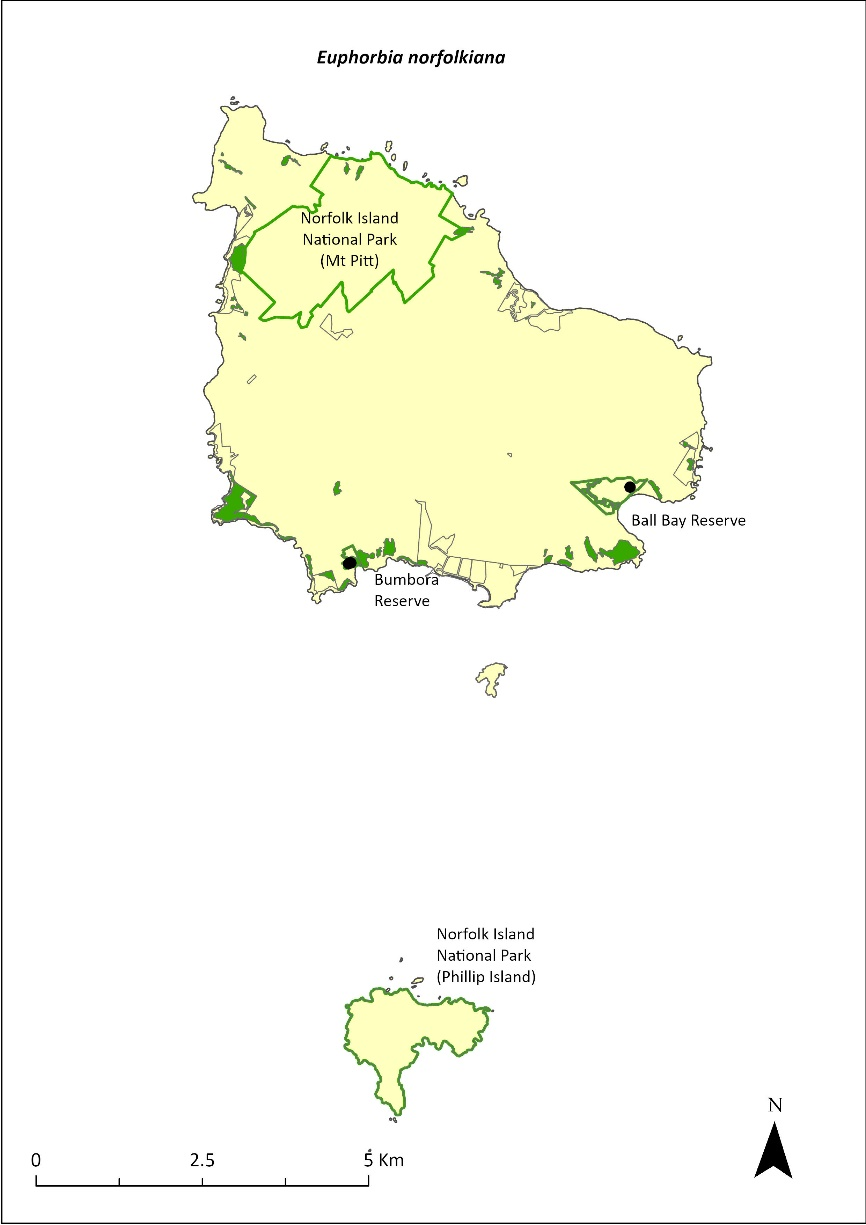 Euphorbia norfolkiana
Norfolk Island
National Park
(Mt Pitt)
Ball Bay Reserve
Bumbora
Reserve
Norfolk Island
National Park
(Phillip Island)
N
0
2.5
5 Km